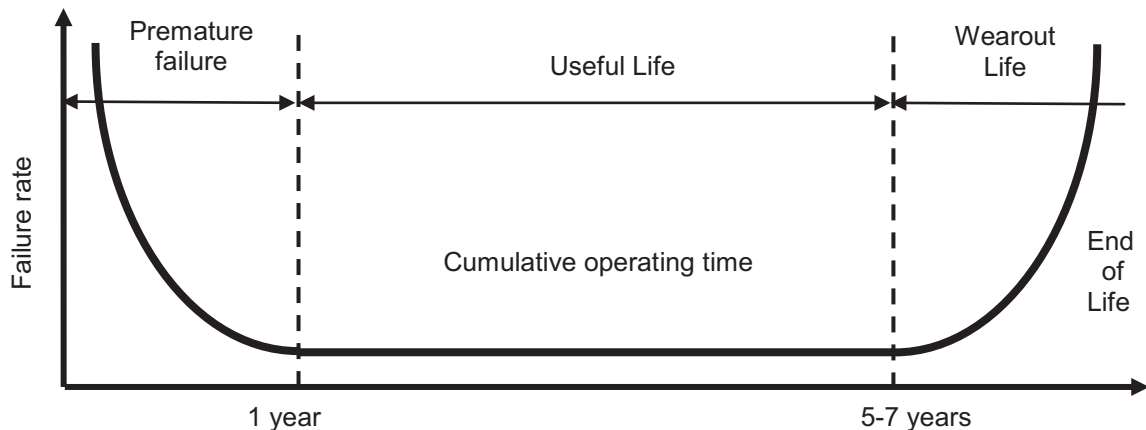 Premature
failure
Useful Life
Wearout
Life
Failure rate
Cumulative operating time
End
of
Life
1 year
5-7 years